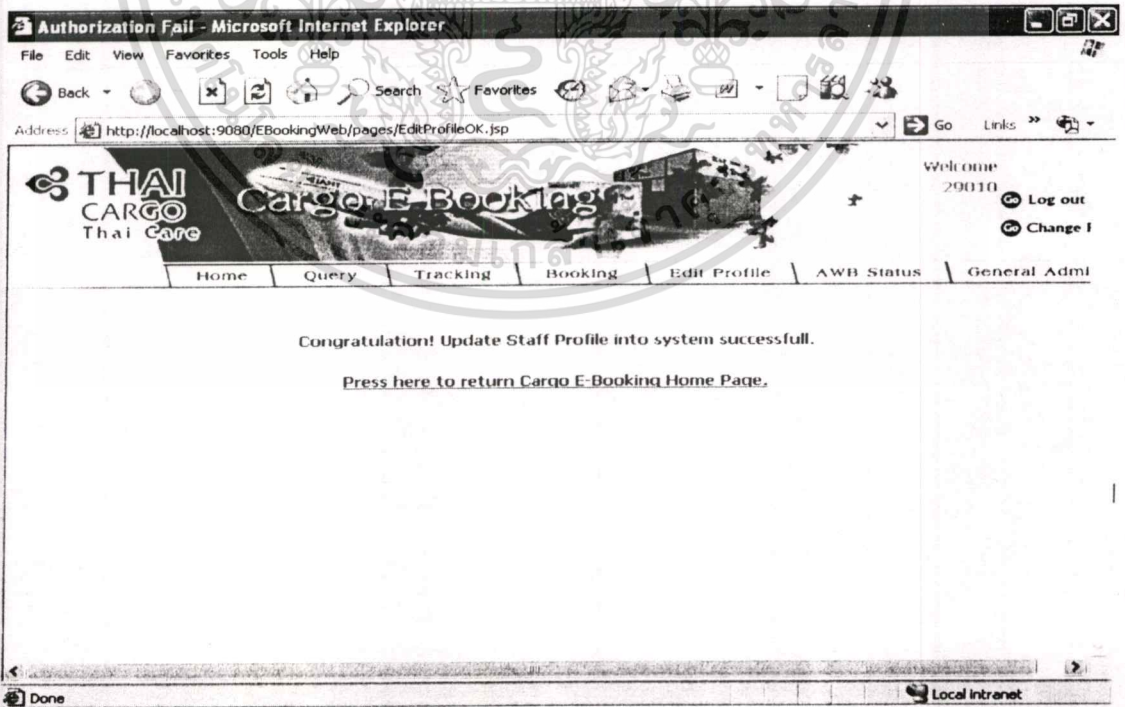 Authorization Fail - Microsoft Internet Explorer
File Edit View Favorites Tools Help
Back Search Favorites
Address http://localhost:9080/EBookingWeb/pages/EditProfileOK.jsp Go Links »
THAI
CARGO
Thai Care
Cargo E-Booking
Welcome
29010
Go Log out
Go Change
Home Query Tracking Booking Edit Profile AWB Status General Admi
Congratulation! Update Staff Profile into system successfull.
Press here to return Cargo E-Booking Home Page.
Done Local intranet